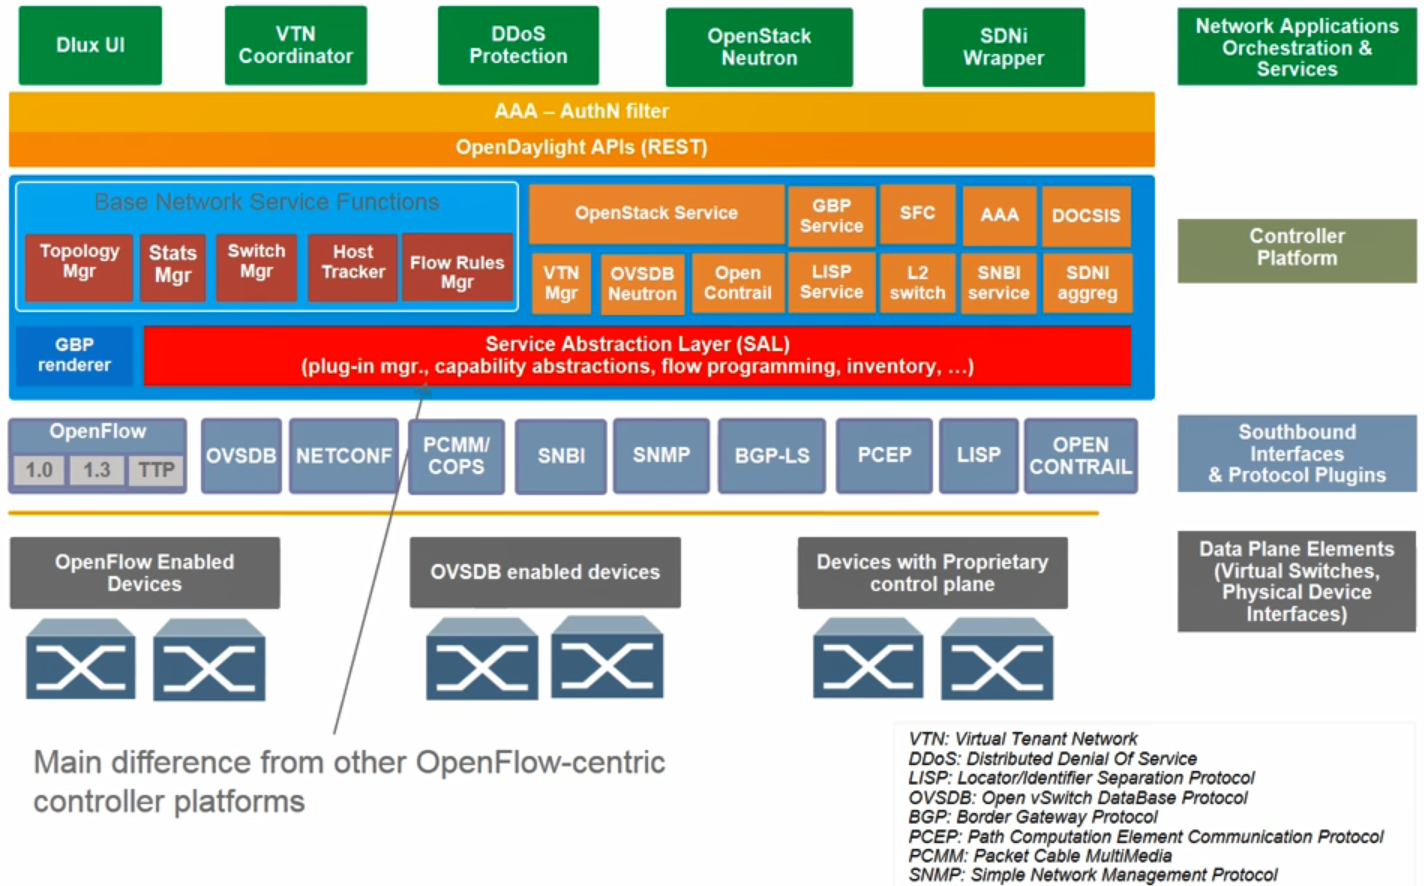 Dlux UI
VTN
Coordinator
DDoS
Protection
OpenStack
Neutron
SDNi
Wrapper
Network Applications
Orchestration &
Services
AAA – AuthN filter
OpenDaylight APIs (REST)
Base Network Service Functions
Topology
Mgr
Stats
Mgr
Switch
Mgr
Host
Tracker
Flow Rules
Mgr
OpenStack Service
GBP
Service
SFC
AAA
DOCSIS
VTN
Mgr
OVSDB
Neutron
Open
Contrail
LISP
Service
L2
switch
SNBI
service
SDNI
aggreg
Controller
Platform
GBP
renderer
Service Abstraction Layer (SAL)
(plug-in mgr., capability abstractions, flow programming, inventory, …)
OpenFlow
1.0
1.3
TTP
OVSDB
NETCONF
PCMM/
COPS
SNBI
SNMP
BGP-LS
PCEP
LISP
OPEN
CONTRAIL
Southbound
Interfaces
& Protocol Plugins
OpenFlow Enabled
Devices
OVSDB enabled devices
Devices with Proprietary
control plane
Data Plane Elements
(Virtual Switches,
Physical Device
Interfaces)
Main difference from other OpenFlow-centric
controller platforms
VTN: Virtual Tenant Network
DDoS: Distributed Denial Of Service
LISP: Locator/Identifier Separation Protocol
OVSDB: Open vSwitch DataBase Protocol
BGP: Border Gateway Protocol
PCEP: Path Computation Element Communication Protocol
PCMM: Packet Cable MultiMedia
SNMP: Simple Network Management Protocol